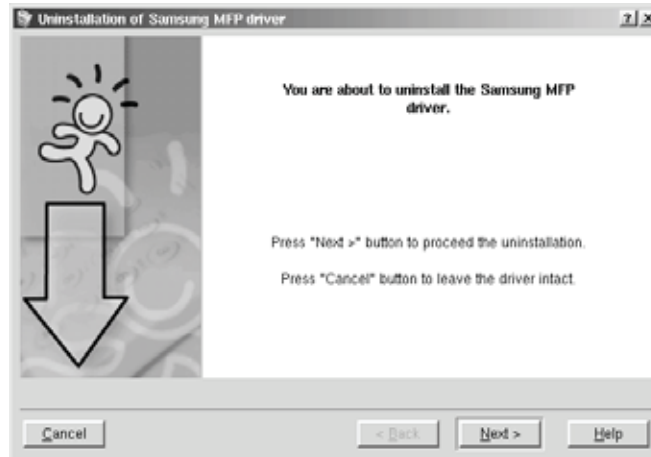 Uninstallation of Samsung MFP driver
You are about to uninstall the Samsung MFP
driver.
Press "Next >" button to proceed the uninstallation.
Press "Cancel" button to leave the driver intact.
Cancel < Back Next > Help